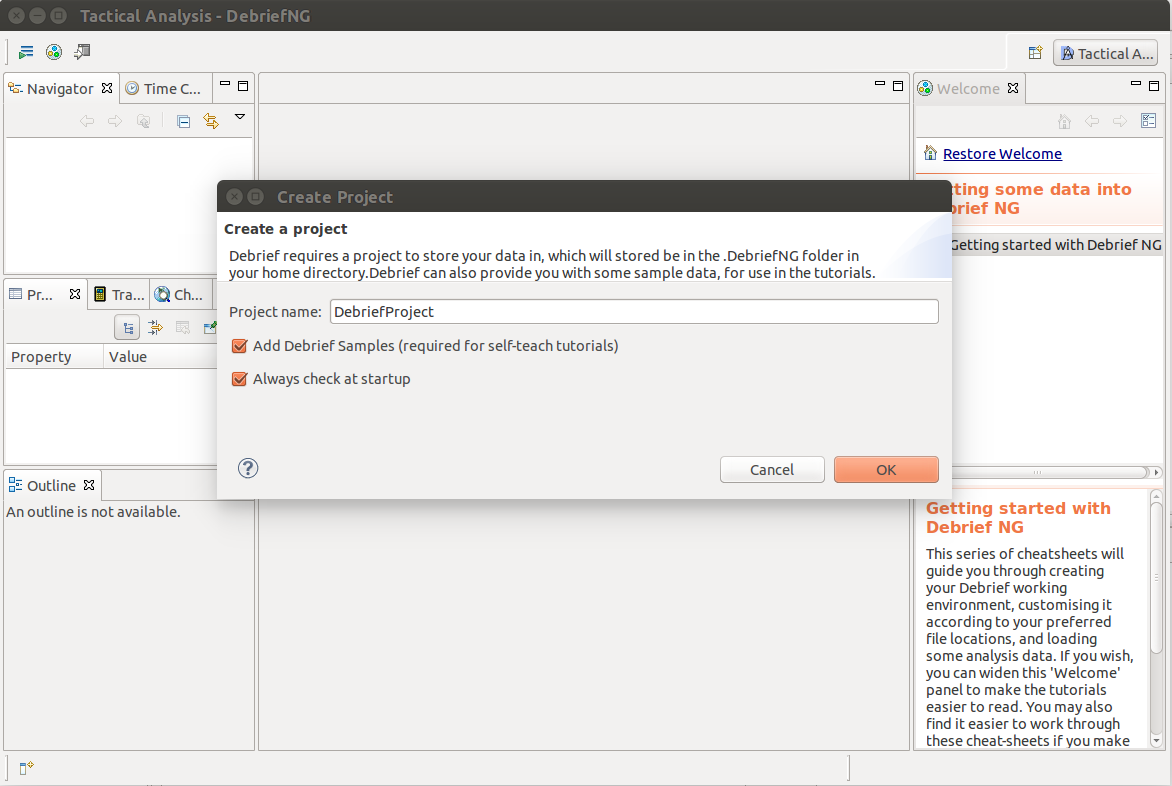 Tactical Analysis - DebriefNG
Tactical A...
Navigator
Time C...
Welcome
Restore Welcome
Create Project
Create a project
Debrief requires a project to store your data in, which will stored be in the .DebriefNG folder in
your home directory.Debrief can also provide you with some sample data, for use in the tutorials.
Project name: DebriefProject
Add Debrief Samples (required for self-teach tutorials)
Always check at startup
? Cancel OK
some data into
NG
Getting started with Debrief NG
Pr...
Tra...
Ch...
Property Value
Outline
An outline is not available.
Getting started with
Debrief NG
This series of cheatsheets will
guide you through creating
your Debrief working
environment, customising it
according to your preferred
file locations, and loading
some analysis data. If you wish,
you can widen this 'Welcome'
panel to make the tutorials
easier to read. You may also
find it easier to work through
these cheat-sheets if you make